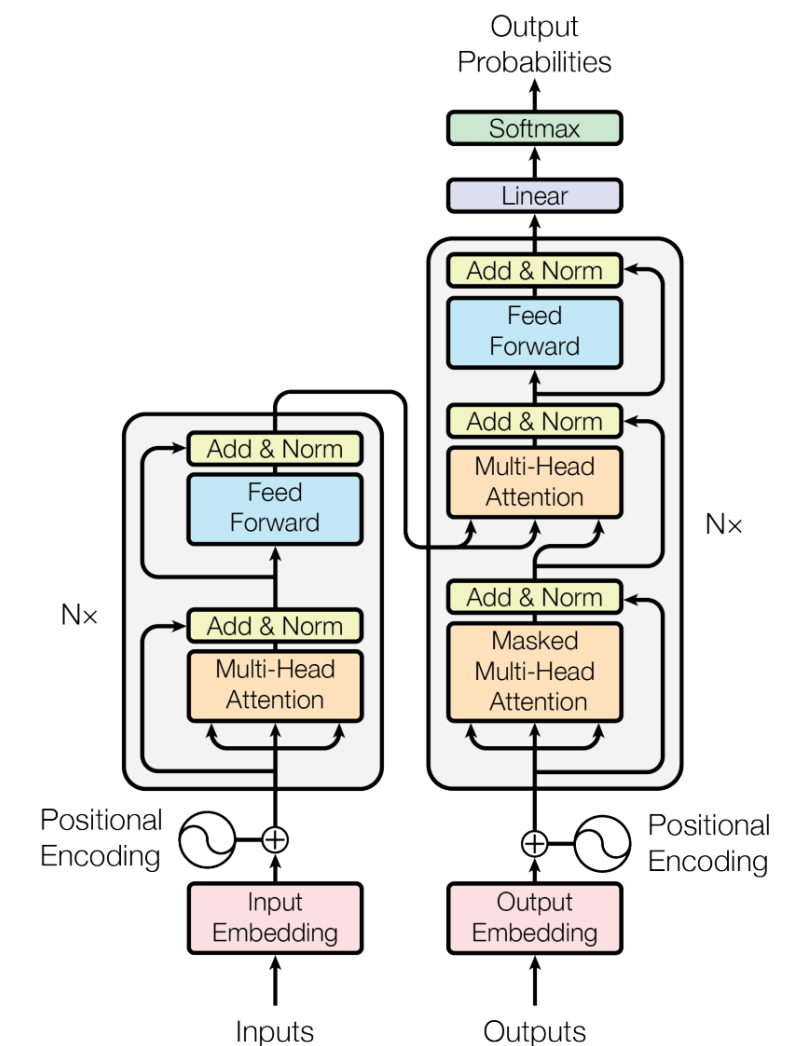 Output
Probabilities
Softmax
Linear
Add & Norm
Feed
Forward
Add & Norm
Multi-Head
Attention
Nx
Add & Norm
Masked
Multi-Head
Attention
Add & Norm
Feed
Forward
Nx
Add & Norm
Multi-Head
Attention
Positional
Encoding
Positional
Encoding
Input
Embedding
Output
Embedding
Inputs
Outputs